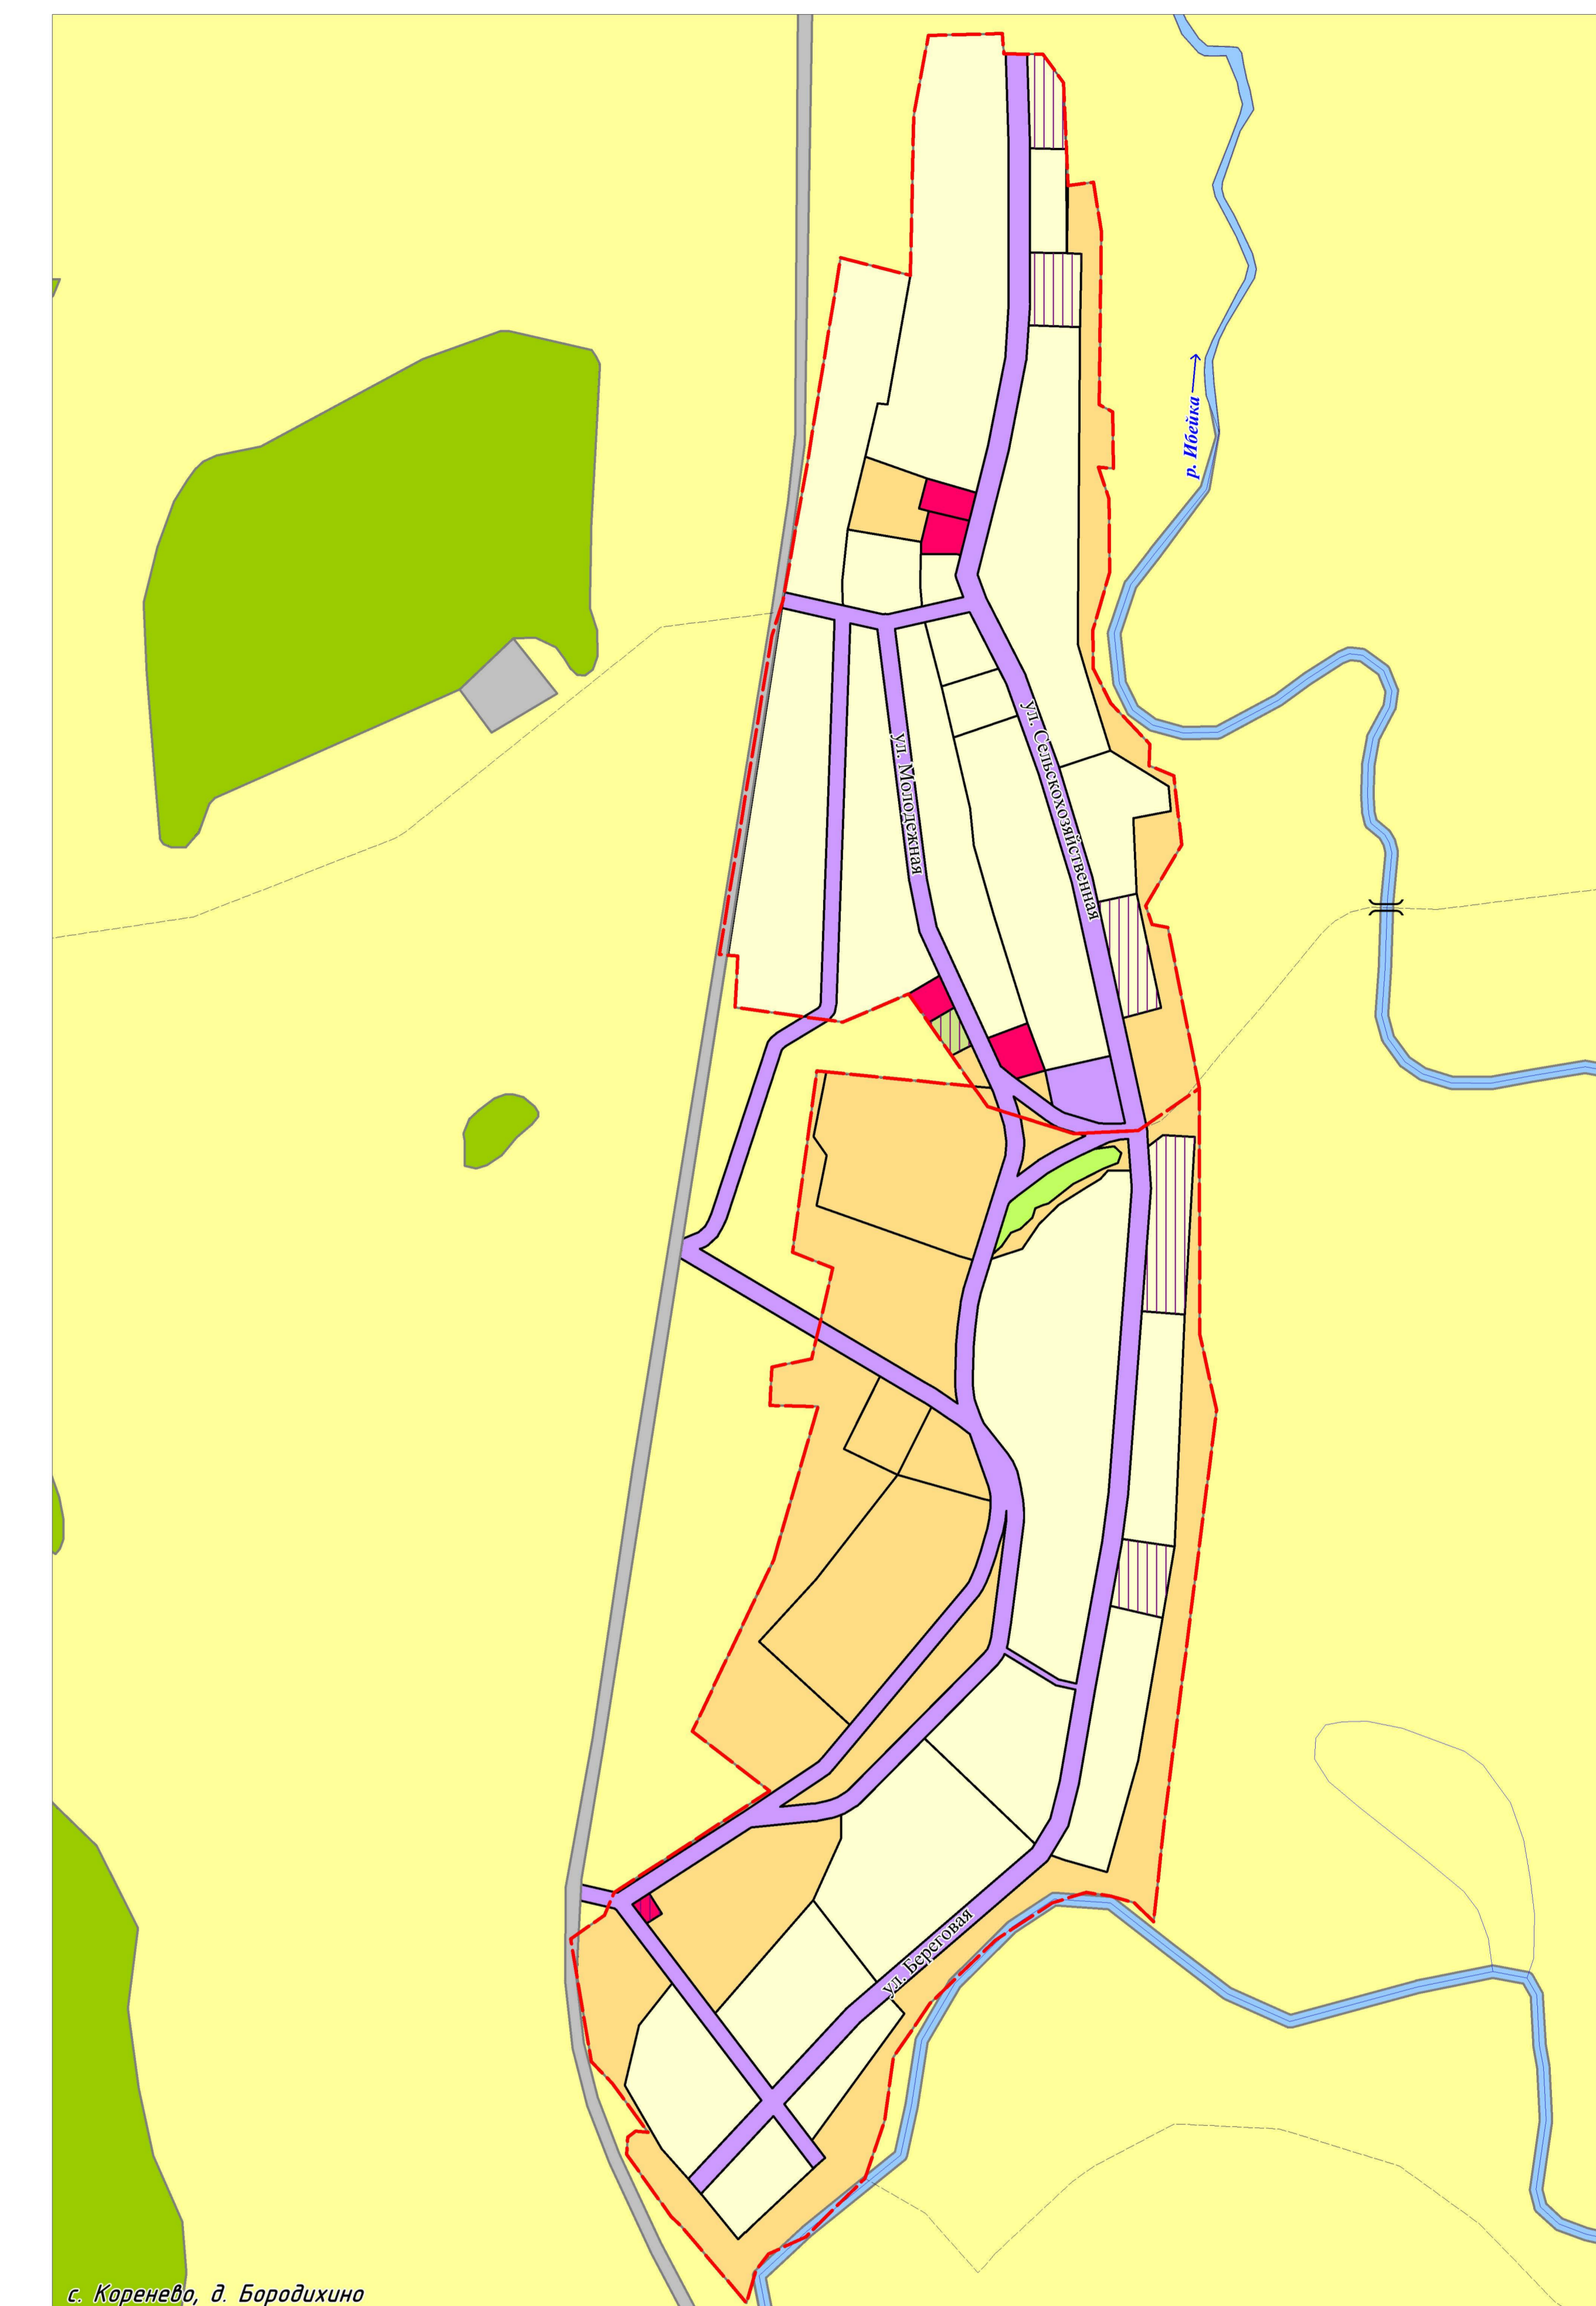 р. Ибейка
ул. Сельскохозяйственная
ул. Молодежная
ул. Береговая
с. Коренево, д. Бородихино